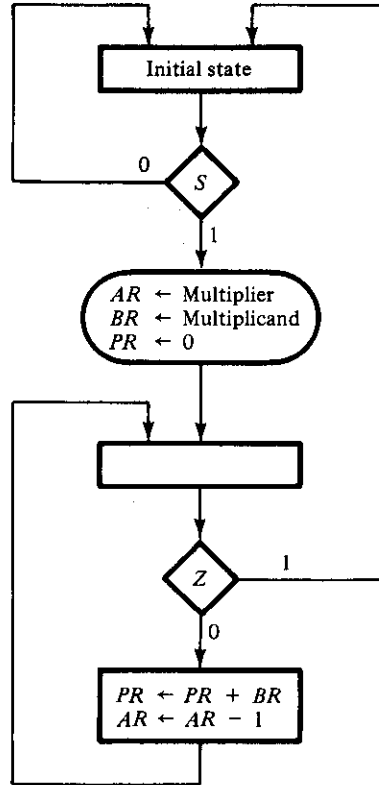 Initial state
0
S
1
AR ← Multiplier
BR ← Multiplicand
PR ← 0
Z
1
0
PR ← PR + BR
AR ← AR − 1